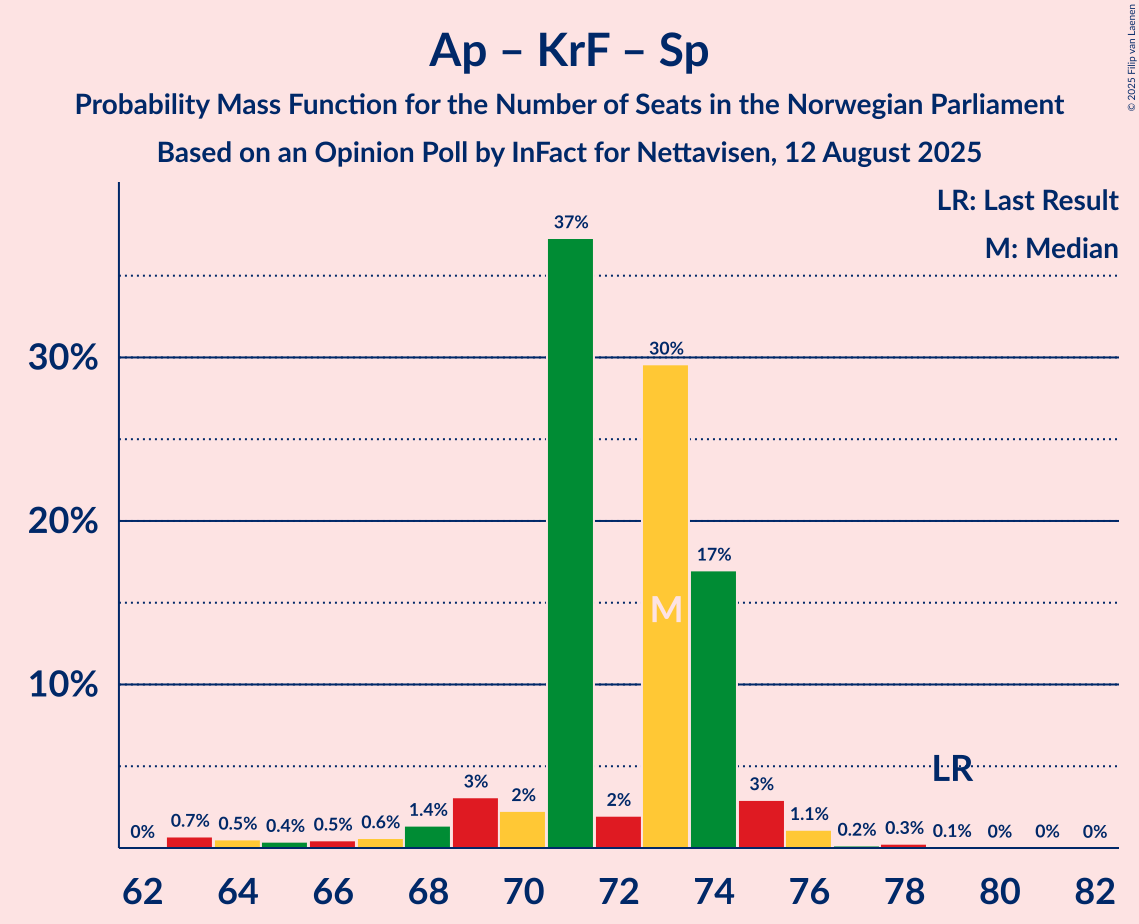 Ap – KrF – Sp
Probability Mass Function for the Number of Seats in the Norwegian Parliament
Based on an Opinion Poll by InFact for Nettavisen, 12 August 2025
© 2025 Filip van Laenen
LR: Last Result
M: Median
30%
20%
10%
0% 0.7% 0.5% 0.4% 0.5% 0.6% 1.4% 3% 2% 37% 2% 30% 17% 3% 1.1% 0.2% 0.3% 0.1% 0% 0% 0%
M
LR
62 64 66 68 70 72 74 76 78 80 82